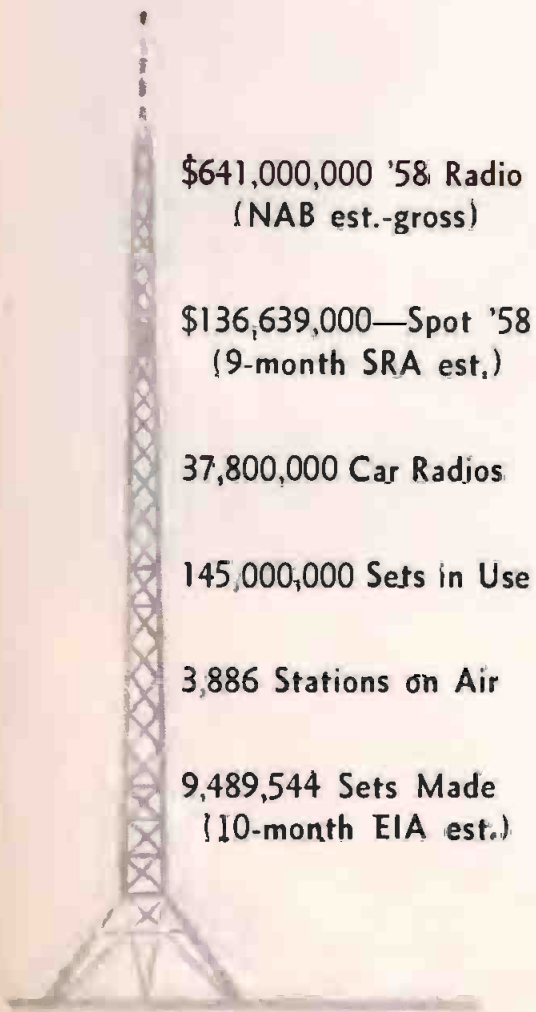 $641,000,000 '58 Radio
(NAB est.-gross)
$136,639,000—Spot '58
(9-month SRA est.)
37,800,000 Car Radios
145,000,000 Sets in Use
3,886 Stations on Air
9,489,544 Sets Made
(10-month EIA est.)